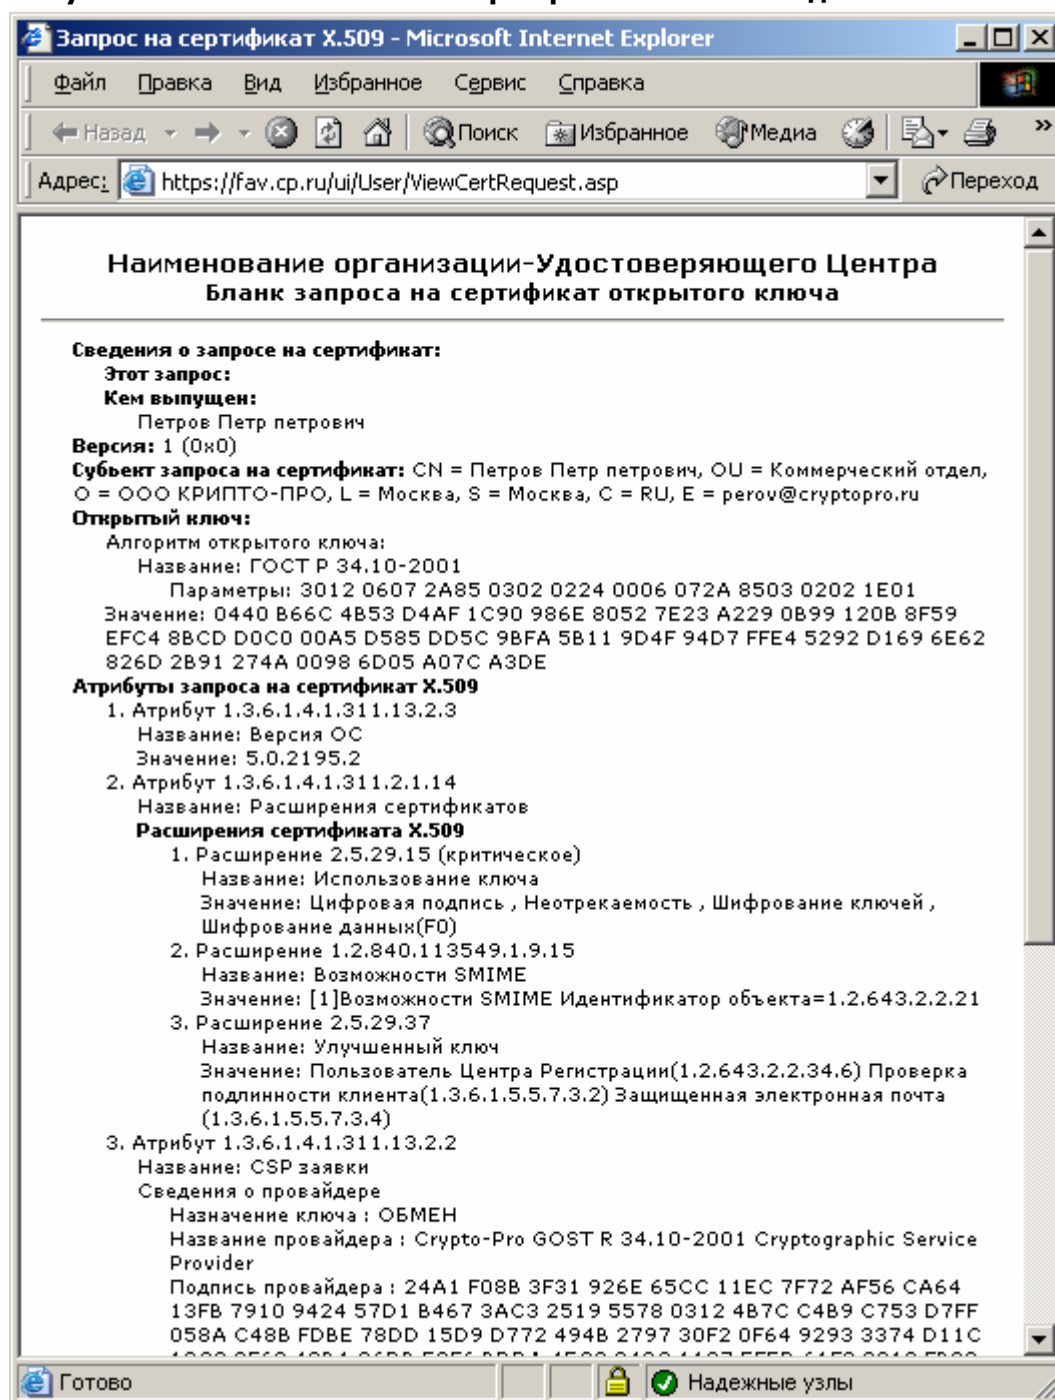 Запрос на сертификат X.509 - Microsoft Internet Explorer
Файл Правка Вид Избранное Сервис Справка
Назад Поиск Избранное Медиа »
Адрес: https://fav.cp.ru/ui/User/ViewCertRequest.asp Переход
Наименование организации-Удостоверяющего Центра
Бланк запроса на сертификат открытого ключа
Сведения о запросе на сертификат:
Этот запрос:
Кем выпущен:
Петров Петр петрович
Версия: 1 (0x0)
Субьект запроса на сертификат: CN = Петров Петр петрович, OU = Коммерческий отдел,
O = ООО КРИПТО-ПРО, L = Москва, S = Москва, C = RU, E = perov@cryptopro.ru
Открытый ключ:
Алгоритм открытого ключа:
Название: ГОСТ Р 34.10-2001
Параметры: 3012 0607 2A85 0302 0224 0006 072A 8503 0202 1E01
Значение: 0440 B66C 4B53 D4AF 1C90 986E 8052 7E23 A229 0B99 120B 8F59
EFC4 8BCD D0C0 00A5 D585 DD5C 9BFA 5B11 9D4F 94D7 FFE4 5292 D169 6E62
826D 2B91 274A 0098 6D05 A07C A3DE
Атрибуты запроса на сертификат X.509
1. Атрибут 1.3.6.1.4.1.311.13.2.3
Название: Версия ОС
Значение: 5.0.2195.2
2. Атрибут 1.3.6.1.4.1.311.2.1.14
Название: Расширения сертификатов
Расширения сертификата X.509
1. Расширение 2.5.29.15 (критическое)
Название: Использование ключа
Значение: Цифровая подпись , Неотрекаемость , Шифрование ключей ,
Шифрование данных(F0)
2. Расширение 1.2.840.113549.1.9.15
Название: Возможности SMIME
Значение: [1]Возможности SMIME Идентификатор объекта=1.2.643.2.2.21
3. Расширение 2.5.29.37
Название: Улучшенный ключ
Значение: Пользователь Центра Регистрации(1.2.643.2.2.34.6) Проверка
подлинности клиента(1.3.6.1.5.5.7.3.2) Защищенная электронная почта
(1.3.6.1.5.5.7.3.4)
3. Атрибут 1.3.6.1.4.1.311.13.2.2
Название: CSP заявки
Сведения о провайдере
Назначение ключа : ОБМЕН
Название провайдера : Crypto-Pro GOST R 34.10-2001 Cryptographic Service
Provider
Подпись провайдера : 24A1 F08B 3F31 926E 65CC 11EC 7F72 AF56 CA64
13FB 7910 9424 57D1 B467 3AC3 2519 5578 0312 4B7C C4B9 C753 D7FF
058A C48B FDBE 78DD 15D9 D772 494B 2797 30F2 0F64 9293 3374 D11C
Готово Надежные узлы